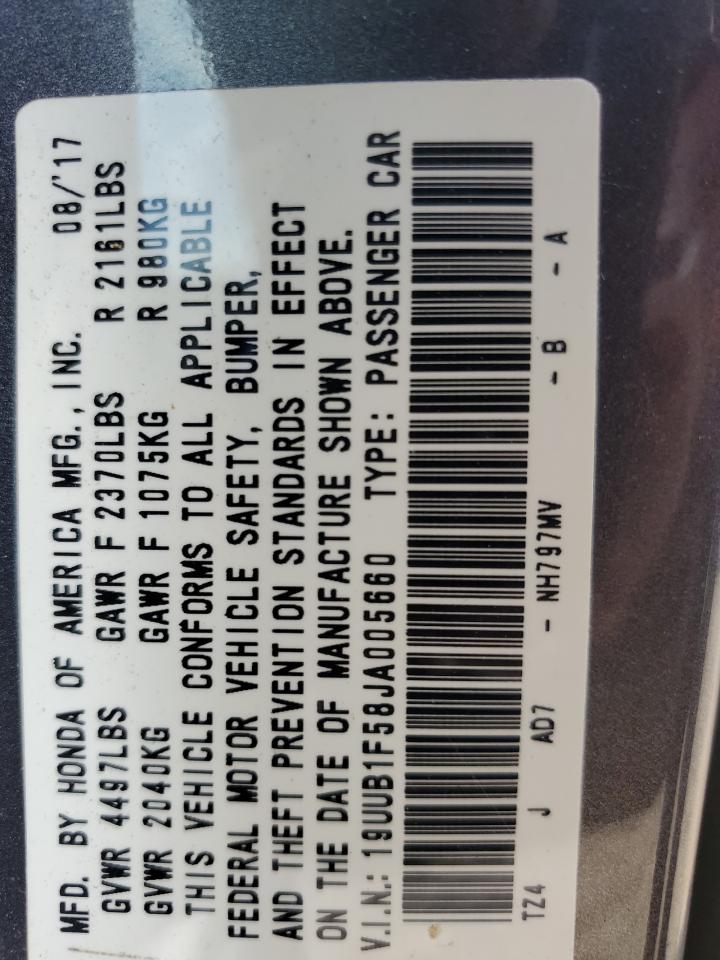 MFD. BY HONDA OF AMERICA MFG., INC. 08/'17
GVWR 4497LBS GAWR F 2370LBS R 2161LBS
GVWR 2040KG GAWR F 1075KG R 980KG
THIS VEHICLE CONFORMS TO ALL APPLICABLE
FEDERAL MOTOR VEHICLE SAFETY, BUMPER,
AND THEFT PREVENTION STANDARDS IN EFFECT
ON THE DATE OF MANUFACTURE SHOWN ABOVE.
V.I.N.: 19UUB1F58JA005660 TYPE: PASSENGER CAR
TZ4 J AD7 - NH797MV - B - A